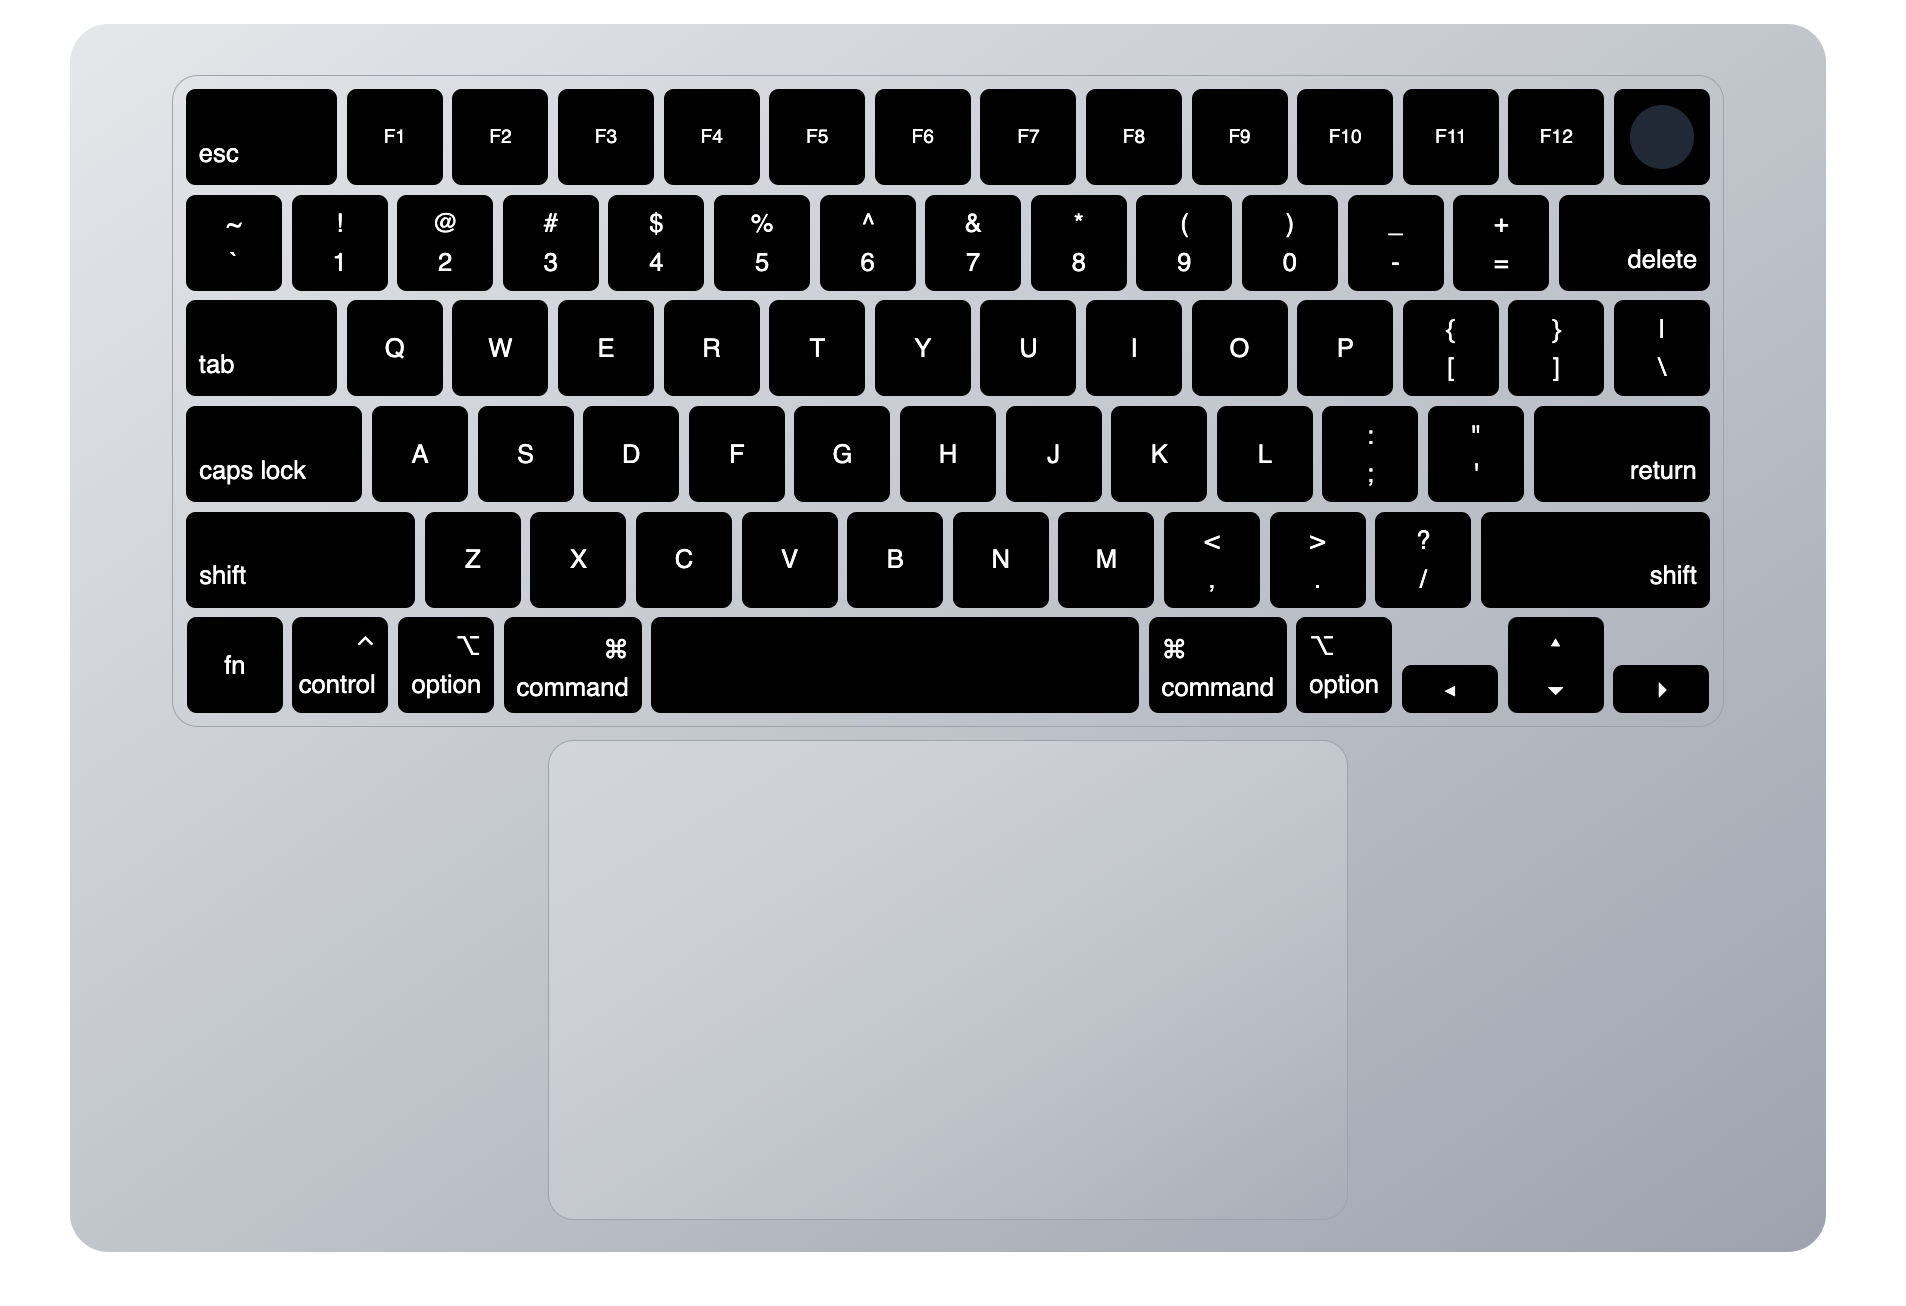 esc F1 F2 F3 F4 F5 F6 F7 F8 F9 F10 F11 F12
~ ! @ # $ % ^ & * ( ) _ +
` 1 2 3 4 5 6 7 8 9 0 - = delete
tab Q W E R T Y U I O P { } |
[ ] \
caps lock A S D F G H J K L : "
; ' return
shift Z X C V B N M < > ?
, . / shift
^ ⌥ ⌘ ⌘ ⌥ ▲
fn control option command command option ◀ ▼ ▶